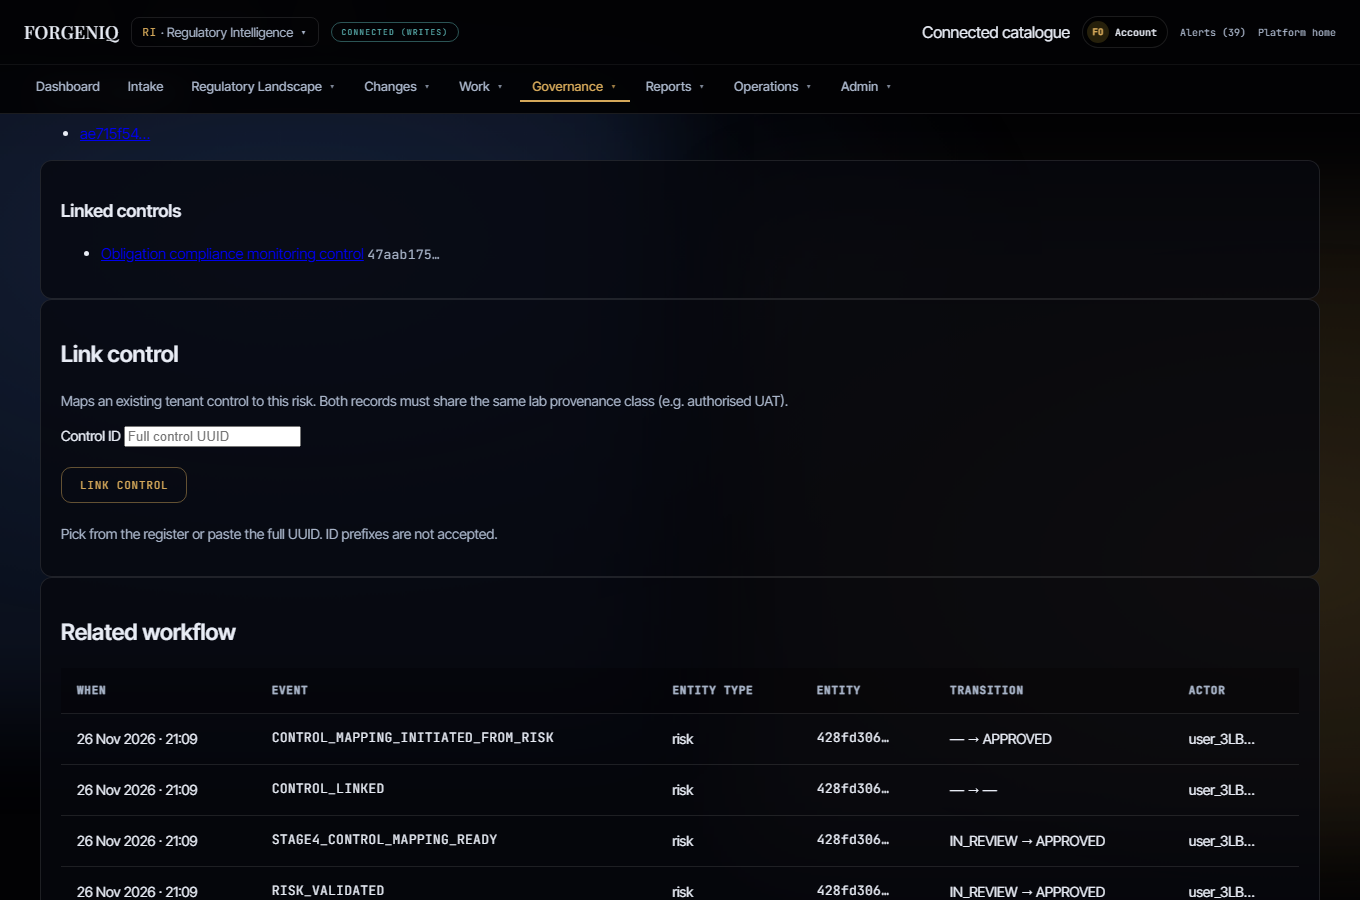 FORGENIQ
RI · Regulatory Intelligence
CONNECTED (WRITES)
Connected catalogue
FO Account
Alerts (39)
Platform home
Dashboard
Intake
Regulatory Landscape
Changes
Work
Governance
Reports
Operations
Admin
Linked controls
Obligation compliance monitoring control 47aab175…
Link control
Maps an existing tenant control to this risk. Both records must share the same lab provenance class (e.g. authorised UAT).
Control ID Full control UUID
LINK CONTROL
Pick from the register or paste the full UUID. ID prefixes are not accepted.
Related workflow
WHEN EVENT ENTITY TYPE ENTITY TRANSITION ACTOR
26 Nov 2026 · 21:09 CONTROL_MAPPING_INITIATED_FROM_RISK risk 428fd306… — → APPROVED user_3LB…
26 Nov 2026 · 21:09 CONTROL_LINKED risk 428fd306… — → — user_3LB…
26 Nov 2026 · 21:09 STAGE4_CONTROL_MAPPING_READY risk 428fd306… IN_REVIEW → APPROVED user_3LB…
26 Nov 2026 · 21:09 RISK_VALIDATED risk 428fd306… IN_REVIEW → APPROVED user_3LB…